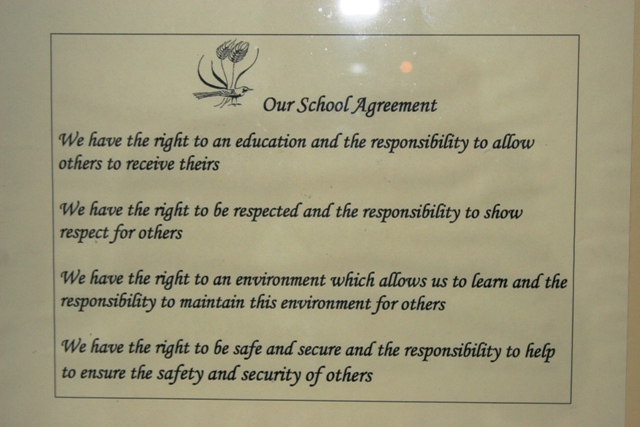 Our School Agreement
We have the right to an education and the responsibility to allow
others to receive theirs
We have the right to be respected and the responsibility to show
respect for others
We have the right to an environment which allows us to learn and the
responsibility to maintain this environment for others
We have the right to be safe and secure and the responsibility to help
to ensure the safety and security of others